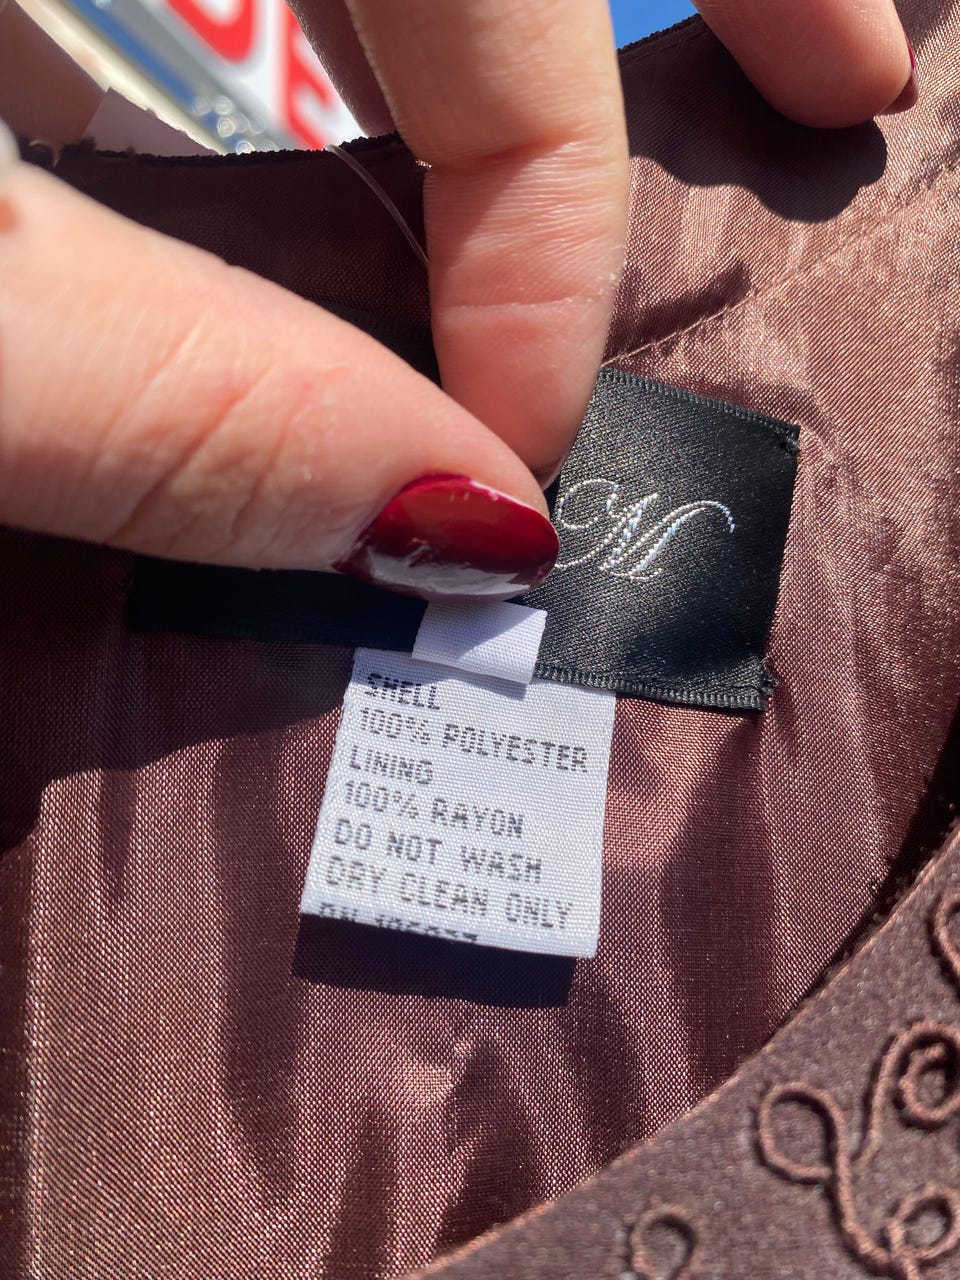 M
SHELL
100% POLYESTER
LINING
100% RAYON
DO NOT WASH
DRY CLEAN ONLY